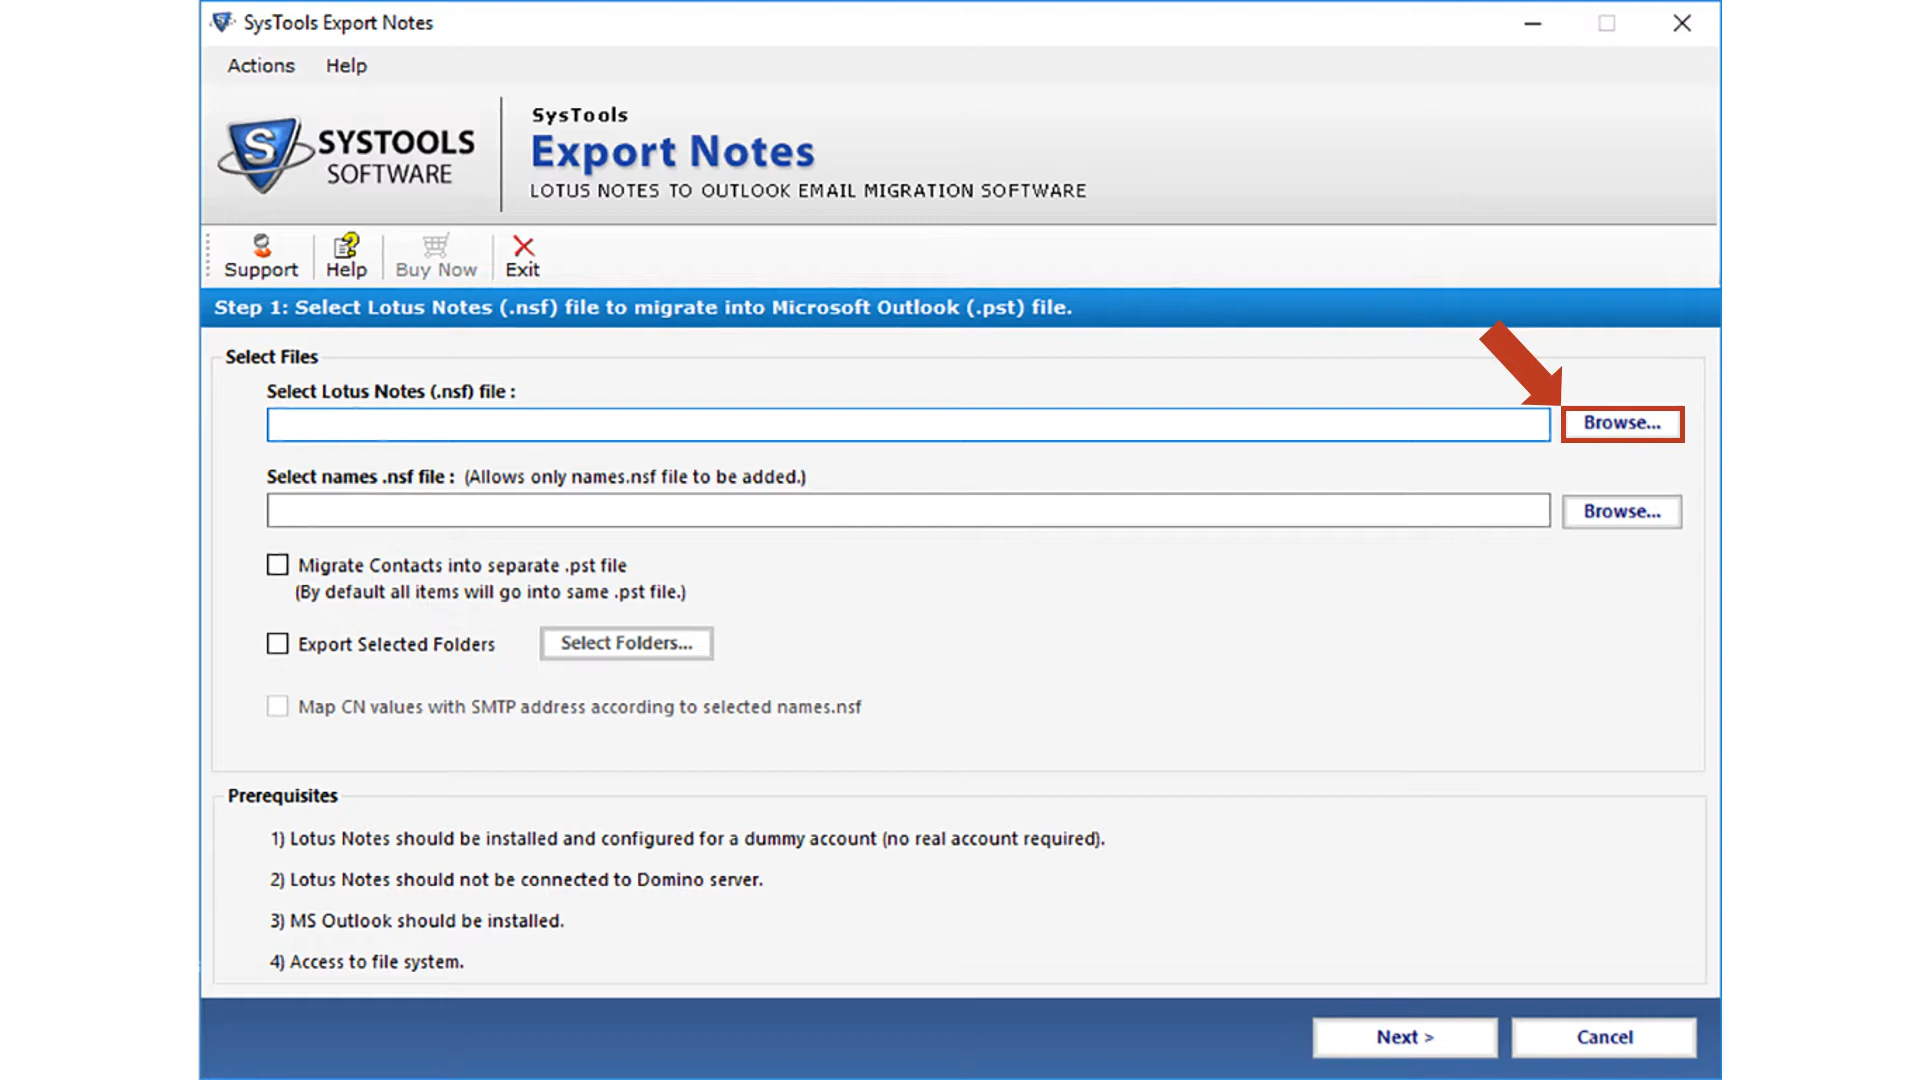 SysTools Export Notes
Actions Help
S SYSTOOLS
SOFTWARE
SysTools
Export Notes
LOTUS NOTES TO OUTLOOK EMAIL MIGRATION SOFTWARE
Support Help Buy Now Exit
Step 1: Select Lotus Notes (.nsf) file to migrate into Microsoft Outlook (.pst) file.
Select Files
Select Lotus Notes (.nsf) file :
Browse...
Select names .nsf file : (Allows only names.nsf file to be added.)
Browse...
Migrate Contacts into separate .pst file
(By default all items will go into same .pst file.)
Export Selected Folders Select Folders...
Map CN values with SMTP address according to selected names.nsf
Prerequisites
1) Lotus Notes should be installed and configured for a dummy account (no real account required).
2) Lotus Notes should not be connected to Domino server.
3) MS Outlook should be installed.
4) Access to file system.
Next > Cancel